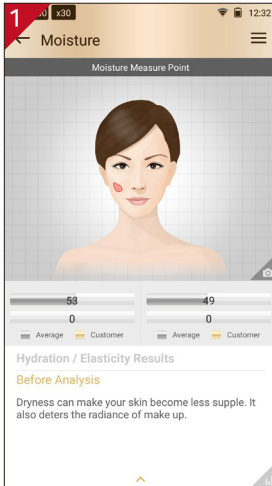 1
x30
12:32
Moisture
Moisture Measure Point
53
49
0
0
Average
Customer
Average
Customer
Hydration / Elasticity Results
Before Analysis
Dryness can make your skin become less supple. It
also deters the radiance of make up.